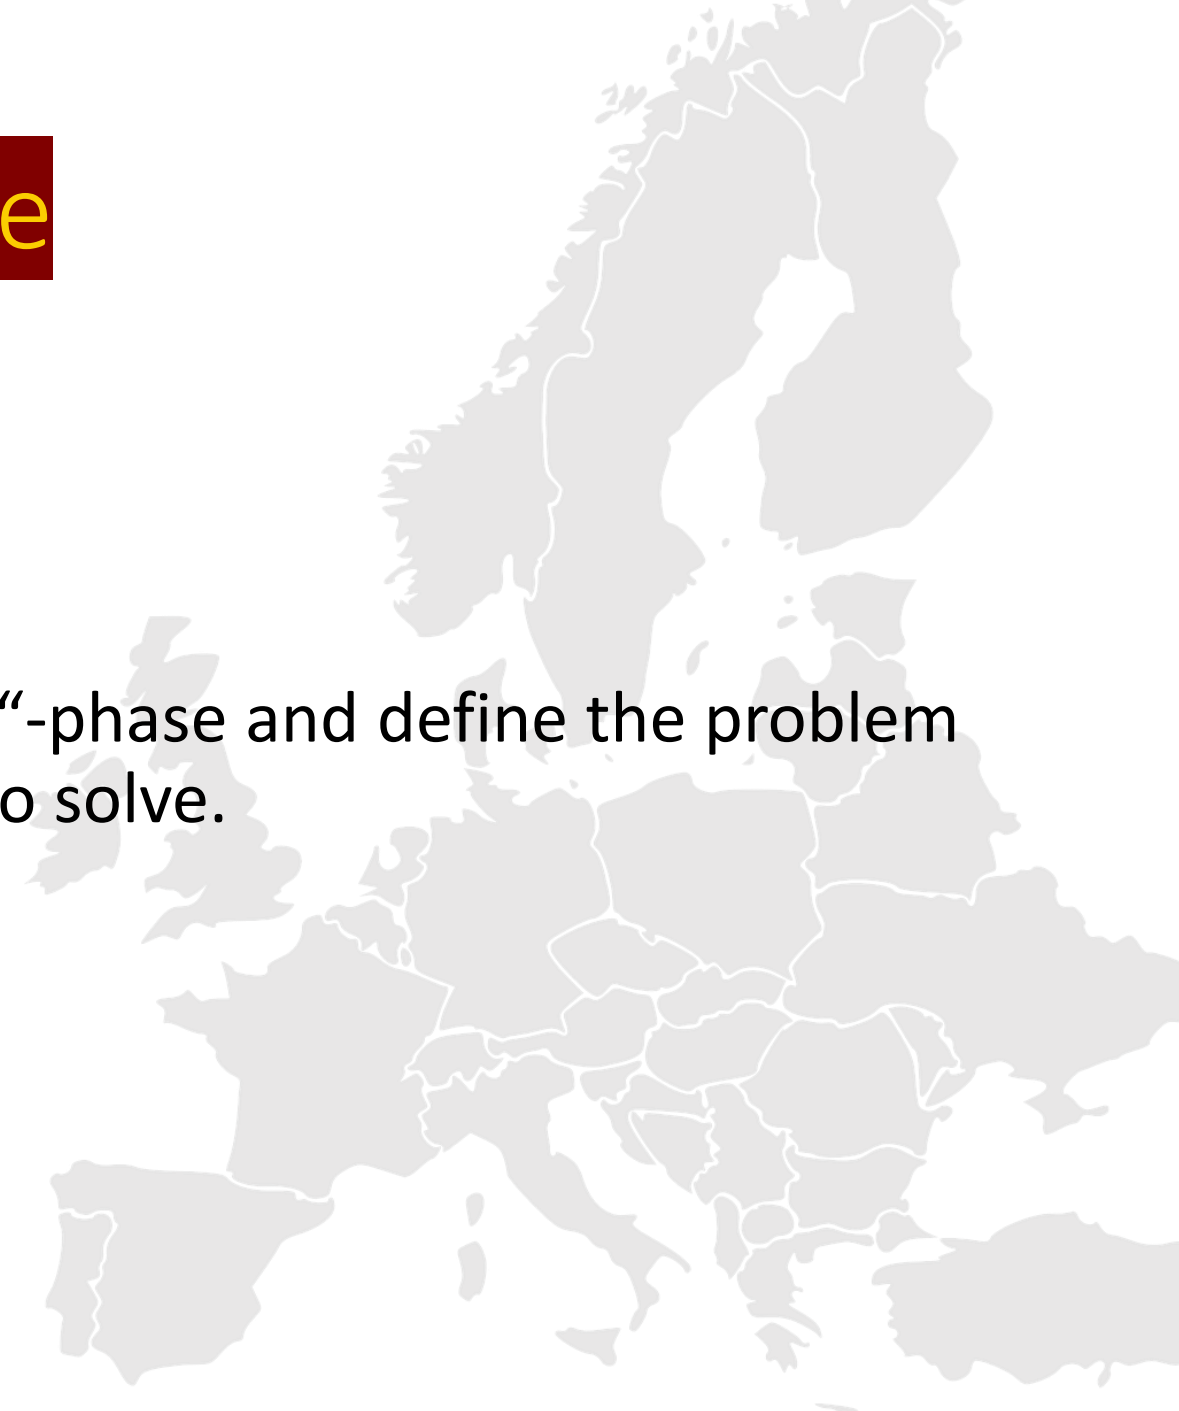 e
“-phase and define the problem
o solve.